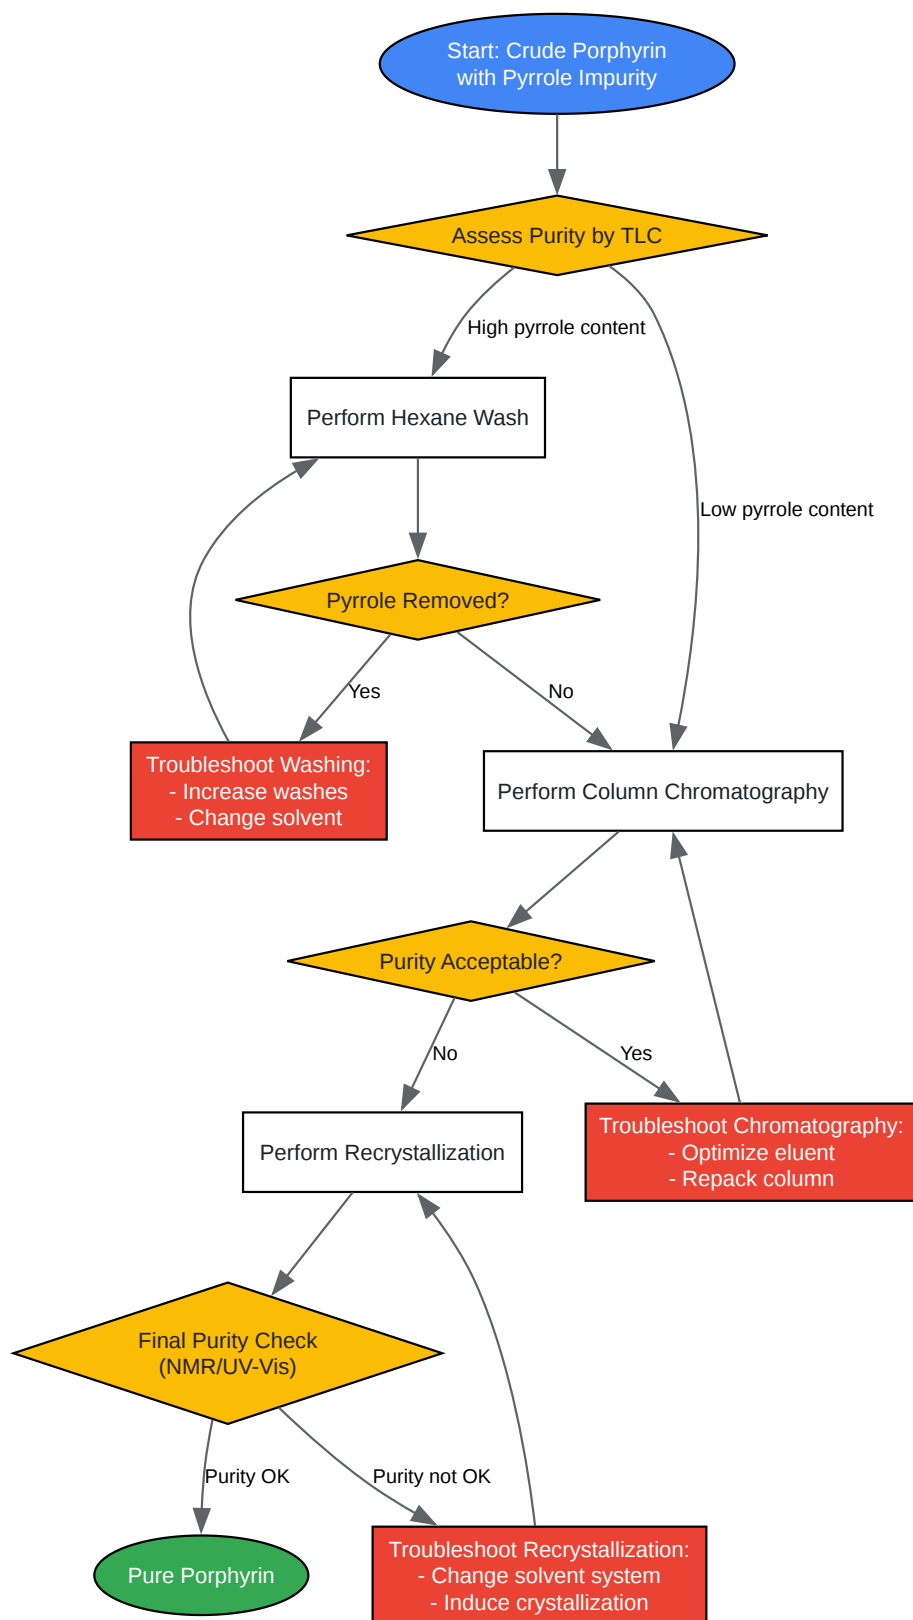 Start: Crude Porphyrin
with Pyrrole Impurity
Assess Purity by TLC
High pyrrole content
Perform Hexane Wash
Low pyrrole content
Pyrrole Removed?
Yes
No
Troubleshoot Washing:
- Increase washes
- Change solvent
Perform Column Chromatography
Purity Acceptable?
No
Yes
Troubleshoot Chromatography:
- Optimize eluent
- Repack column
Perform Recrystallization
Final Purity Check
(NMR/UV-Vis)
Purity OK
Purity not OK
Pure Porphyrin
Troubleshoot Recrystallization:
- Change solvent system
- Induce crystallization